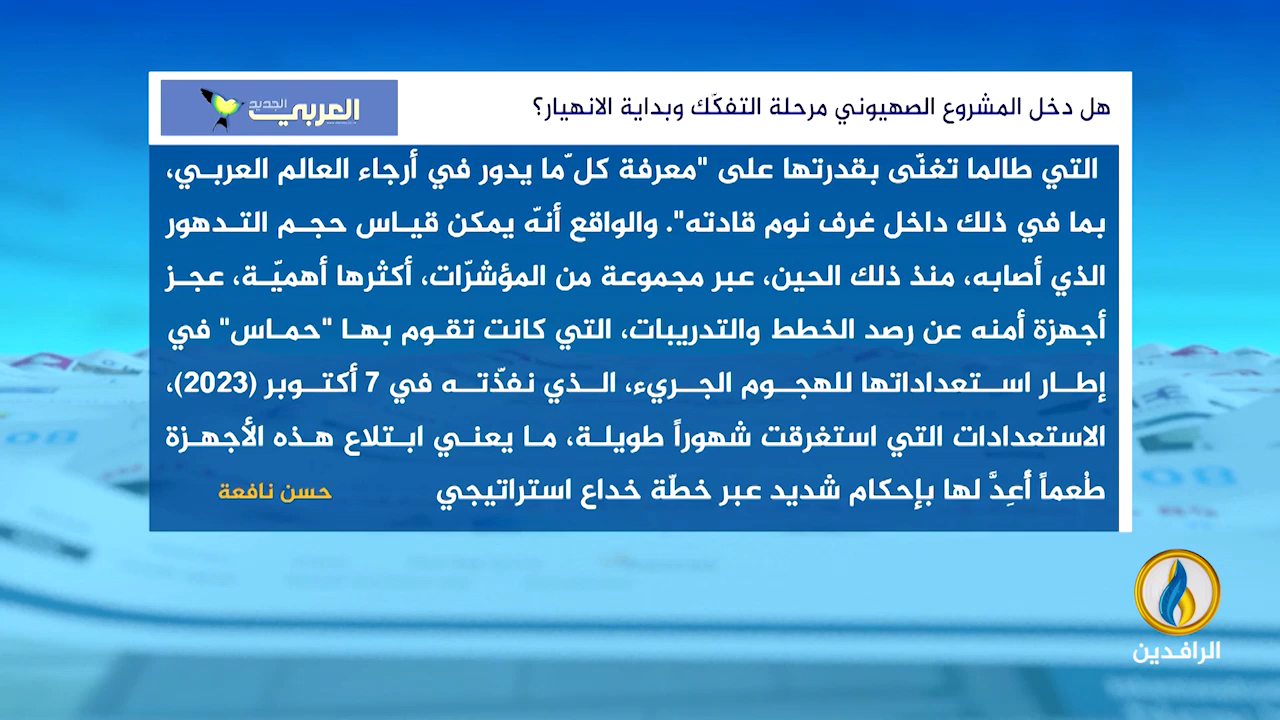 هل دخل المشروع الصهيوني مرحلة التفكّك وبداية الانهيار؟
العربي الجديد
التي طالما تغنّى بقدرتها على "معرفة كلّ ما يدور في أرجاء العالم العربي،
بما في ذلك داخل غرف نوم قادته". والواقع أنهّ يمكن قياس حجم التدهور
الذي أصابه، منذ ذلك الحين، عبر مجموعة من المؤشرّات، أكثرها أهميّة، عجز
أجهزة أمنه عن رصد الخطط والتدريبات، التي كانت تقوم بها "حماس" في
إطار استعداداتها للهجوم الجريء، الذي نفذّته في 7 أكتوبر (2023)،
الاستعدادات التي استغرقت شهوراً طويلة، ما يعني ابتلاع هذه الأجهزة
طُعماً أُعِدَّ لها بإحكام شديد عبر خطّة خداع استراتيجي
حسن نافعة
الرافدين